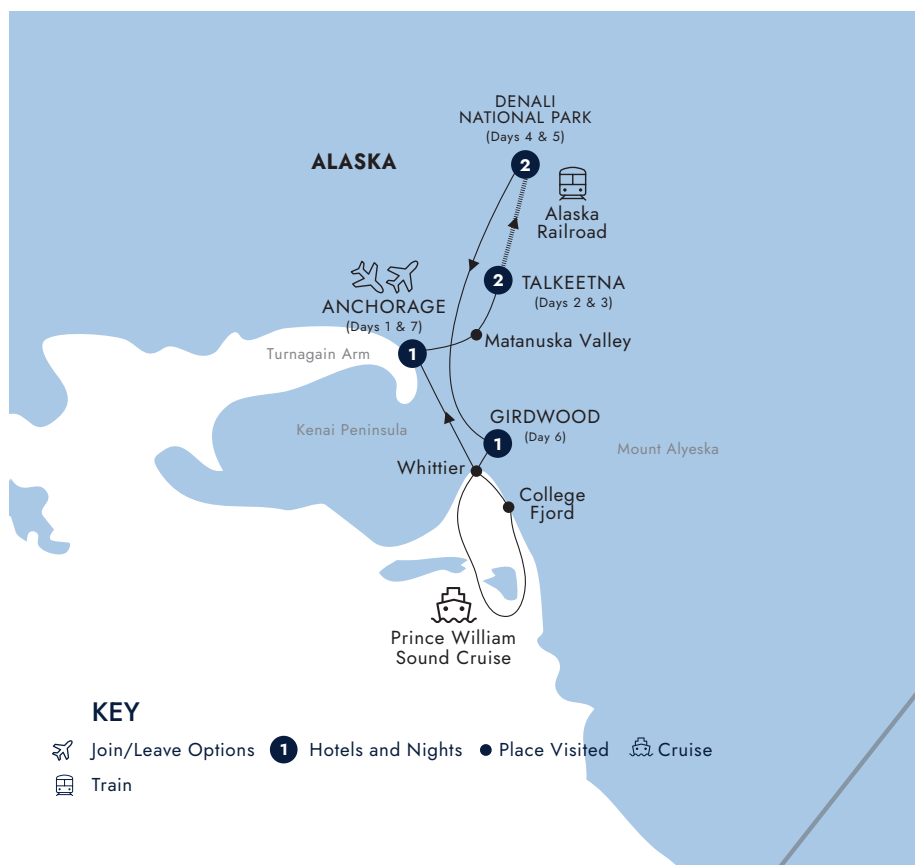 DENALI
NATIONAL PARK
(Days 4 & 5)
2
ALASKA
Alaska
Railroad
2
TALKEETNA
(Days 2 & 3)
ANCHORAGE
(Days 1 & 7)
1
Matanuska Valley
Turnagain Arm
Kenai Peninsula
GIRDWOOD
(Day 6)
1
Mount Alyeska
Whittier
College
Fjord
Prince William
Sound Cruise
KEY
Join/Leave Options
1
Hotels and Nights
Place Visited
Cruise
Train